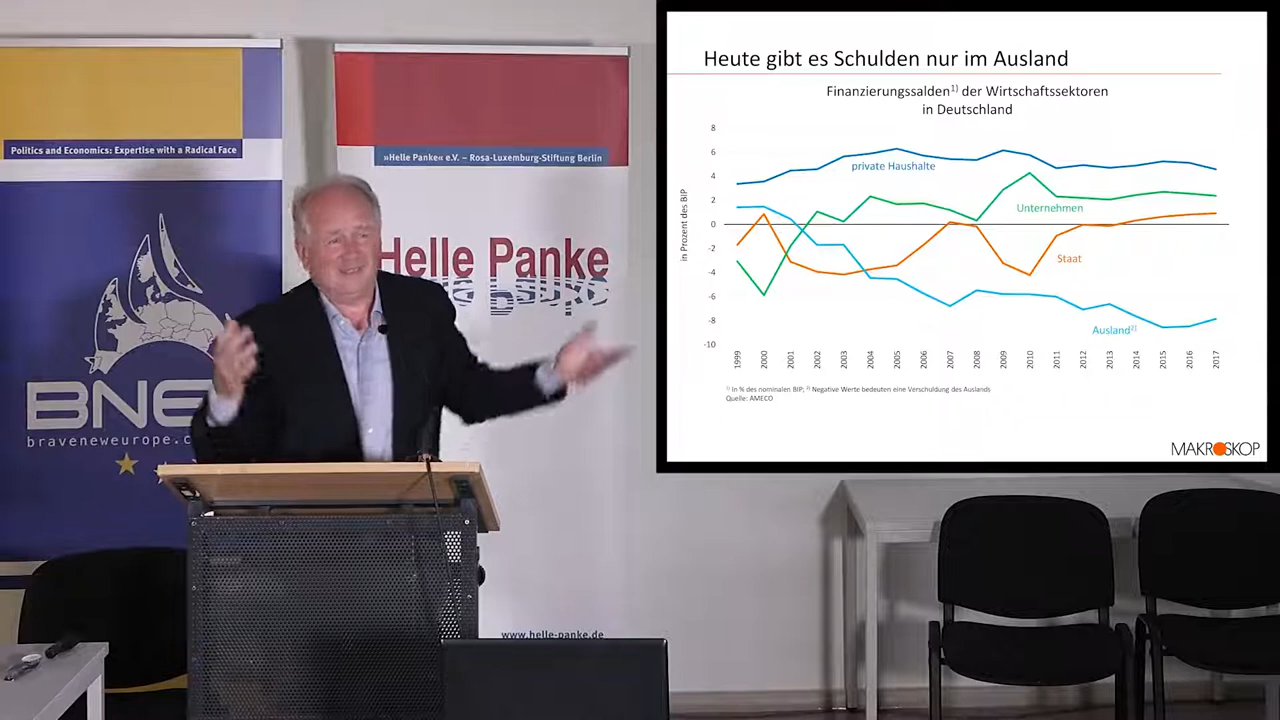 Politics and Economics: Expertise with a Radical Face
BNE
braveneweurope.c
»Helle Panke« e.V. – Rosa-Luxemburg-Stiftung Berlin
Helle Panke
www.helle-panke.de
Heute gibt es Schulden nur im Ausland
Finanzierungssalden1) der Wirtschaftssektoren
in Deutschland
in Prozent des BIP
8
6
4
2
0
-2
-4
-6
-8
-10
private Haushalte
Unternehmen
Staat
Ausland2)
1999 2000 2001 2002 2003 2004 2005 2006 2007 2008 2009 2010 2011 2012 2013 2014 2015 2016 2017
1) In % des nominalen BIP; 2) Negative Werte bedeuten eine Verschuldung des Auslands
Quelle: AMECO
MAKROSKOP